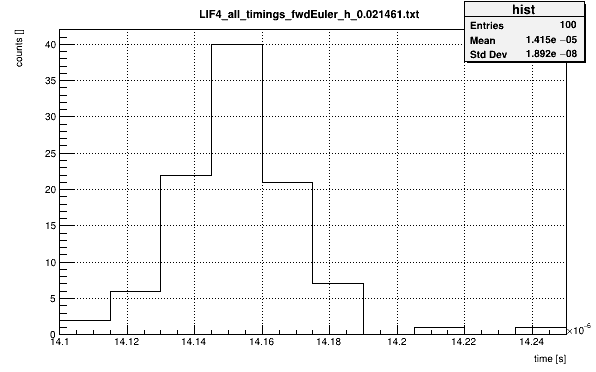 LIF4_all_timings_fwdEuler_h_0.021461.txt
hist
Entries 100
Mean 1.415e −05
Std Dev 1.892e −08
counts []
40
35
30
25
20
15
10
5
0
14.1 14.12 14.14 14.16 14.18 14.2 14.22 14.24 ×10⁻⁶
time [s]